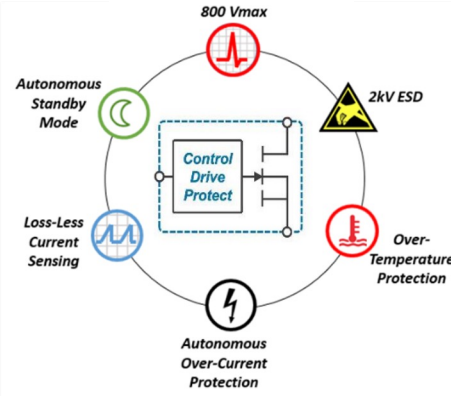 800 Vmax
2kV ESD
Over-
Temperature
Protection
Autonomous
Over-Current
Protection
Loss-Less
Current
Sensing
Autonomous
Standby
Mode
Control
Drive
Protect